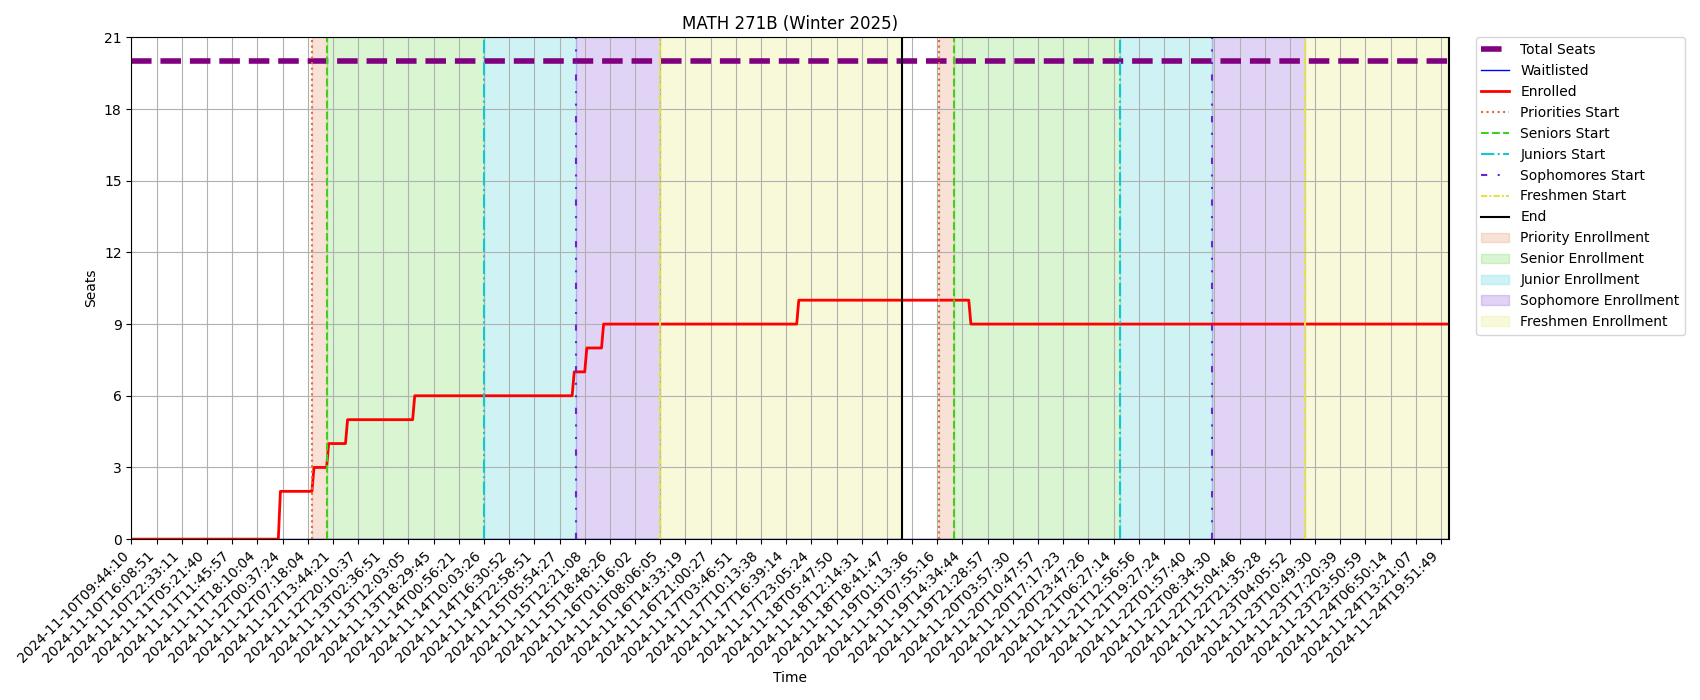 MATH 271B (Winter 2025)
21
18
15
12
9
6
3
0
Seats
2024-11-10T09:44:10
2024-11-10T16:08:51
2024-11-10T22:33:11
2024-11-11T05:21:40
2024-11-11T11:45:57
2024-11-11T18:10:04
2024-11-12T00:37:24
2024-11-12T07:18:04
2024-11-12T13:44:21
2024-11-12T20:10:37
2024-11-13T02:36:51
2024-11-13T12:03:05
2024-11-13T18:29:45
2024-11-14T00:56:21
2024-11-14T10:03:26
2024-11-14T16:30:52
2024-11-14T22:58:51
2024-11-15T05:54:27
2024-11-15T12:21:08
2024-11-15T18:48:26
2024-11-16T01:16:02
2024-11-16T08:06:05
2024-11-16T14:33:19
2024-11-16T21:00:27
2024-11-17T03:46:51
2024-11-17T10:13:38
2024-11-17T16:39:14
2024-11-17T23:05:24
2024-11-18T05:47:50
2024-11-18T12:14:31
2024-11-18T18:41:47
2024-11-19T01:13:36
2024-11-19T07:55:16
2024-11-19T14:34:44
2024-11-19T21:28:57
2024-11-20T03:57:30
2024-11-20T10:47:57
2024-11-20T17:17:23
2024-11-20T23:47:26
2024-11-21T06:27:14
2024-11-21T12:56:56
2024-11-21T19:27:24
2024-11-22T01:57:40
2024-11-22T08:34:30
2024-11-22T15:04:46
2024-11-22T21:35:28
2024-11-23T04:05:52
2024-11-23T10:49:30
2024-11-23T17:20:39
2024-11-23T23:50:59
2024-11-24T06:50:14
2024-11-24T13:21:07
2024-11-24T19:51:49
Time
Total Seats
Waitlisted
Enrolled
Priorities Start
Seniors Start
Juniors Start
Sophomores Start
Freshmen Start
End
Priority Enrollment
Senior Enrollment
Junior Enrollment
Sophomore Enrollment
Freshmen Enrollment